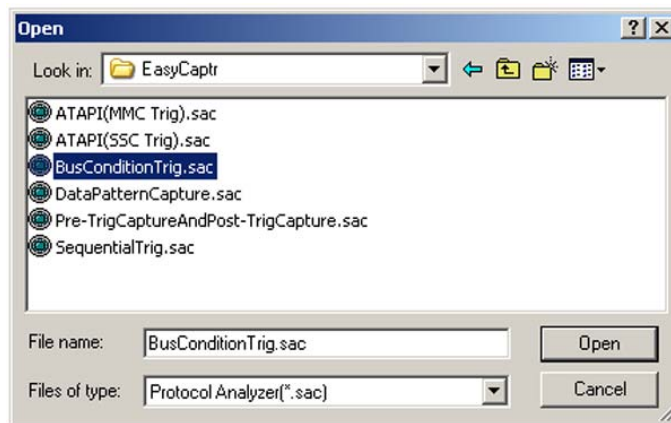 Open
Look in: EasyCaptr
ATAPI(MMC Trig).sac
ATAPI(SSC Trig).sac
BusConditionTrig.sac
DataPatternCapture.sac
Pre-TrigCaptureAndPost-TrigCapture.sac
SequentialTrig.sac
File name: BusConditionTrig.sac Open
Files of type: Protocol Analyzer(*.sac) Cancel